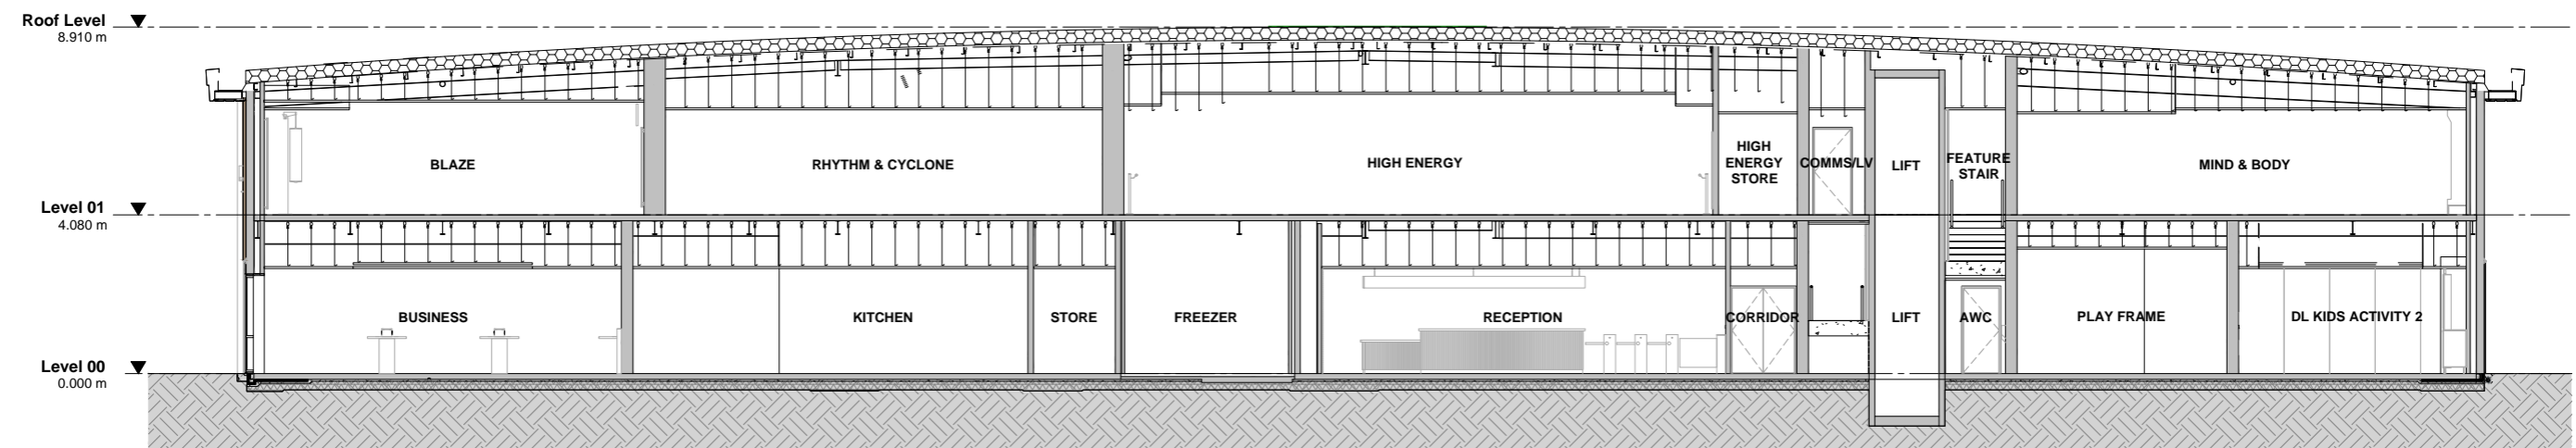 Roof Level
8.910 m
BLAZE
RHYTHM & CYCLONE
HIGH ENERGY
HIGH
ENERGY
STORE
COMMS/LV
LIFT
FEATURE
STAIR
MIND & BODY
Level 01
4.080 m
BUSINESS
KITCHEN
STORE
FREEZER
RECEPTION
CORRIDOR
LIFT
AWC
PLAY FRAME
DL KIDS ACTIVITY 2
Level 00
0.000 m